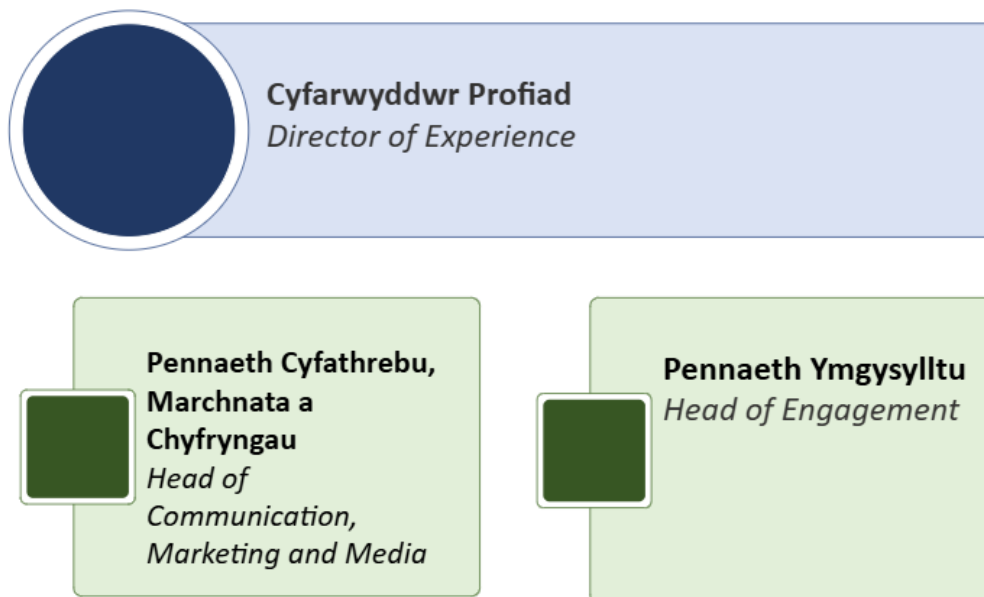 Cyfarwyddwr Profiad
Director of Experience
Pennaeth Cyfathrebu,
Marchnata a
Chyfryngau
Head of
Communication,
Marketing and Media
Pennaeth Ymgysylltu
Head of Engagement